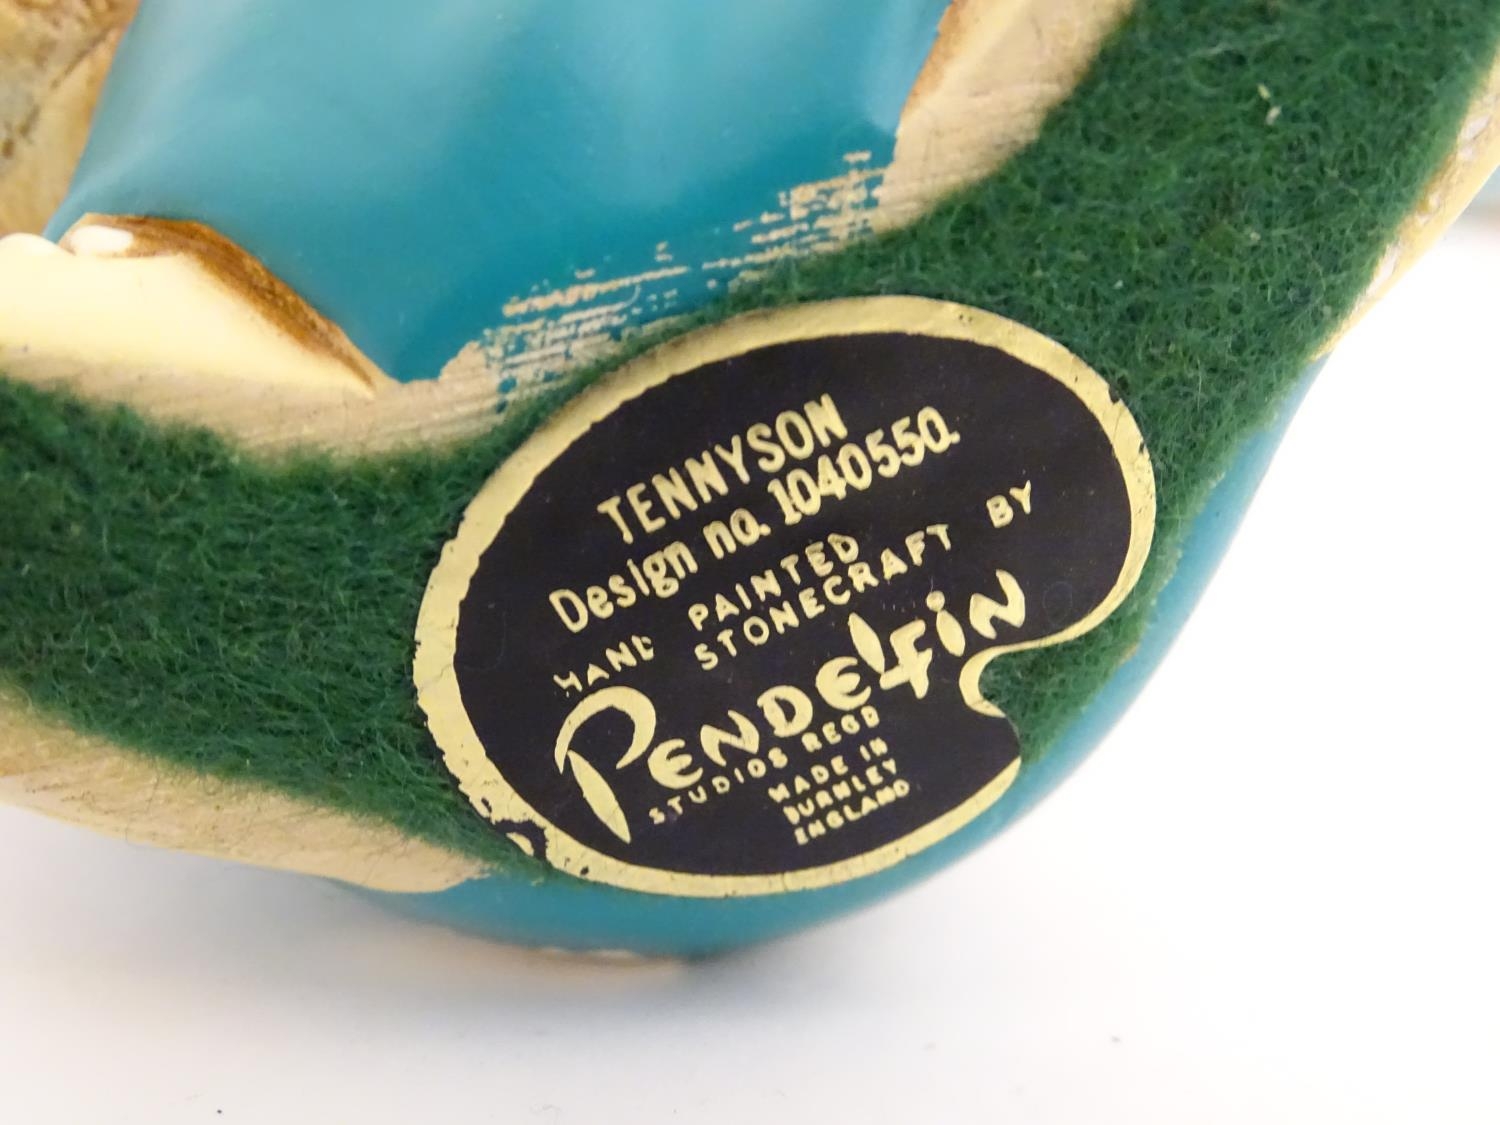 TENNYSON
Design no. 1040550.
HAND PAINTED
STONECRAFT BY
PENDELFIN
STUDIOS REGD
MADE IN
BURNLEY
ENGLAND